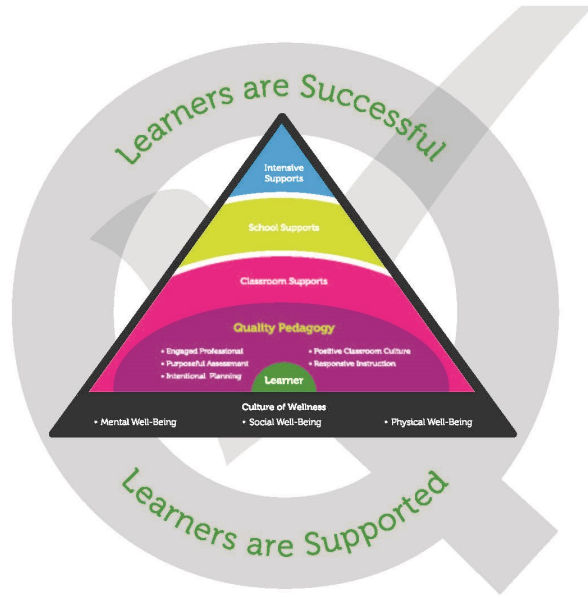 Learners are Successful
Intensive
Supports
School Supports
Classroom Supports
Quality Pedagogy
• Engaged Professional
• Purposeful Assessment
• Intentional Planning
• Positive Classroom Culture
• Responsive Instruction
Learner
Culture of Wellness
• Mental Well-Being
• Social Well-Being
• Physical Well-Being
Learners are Supported